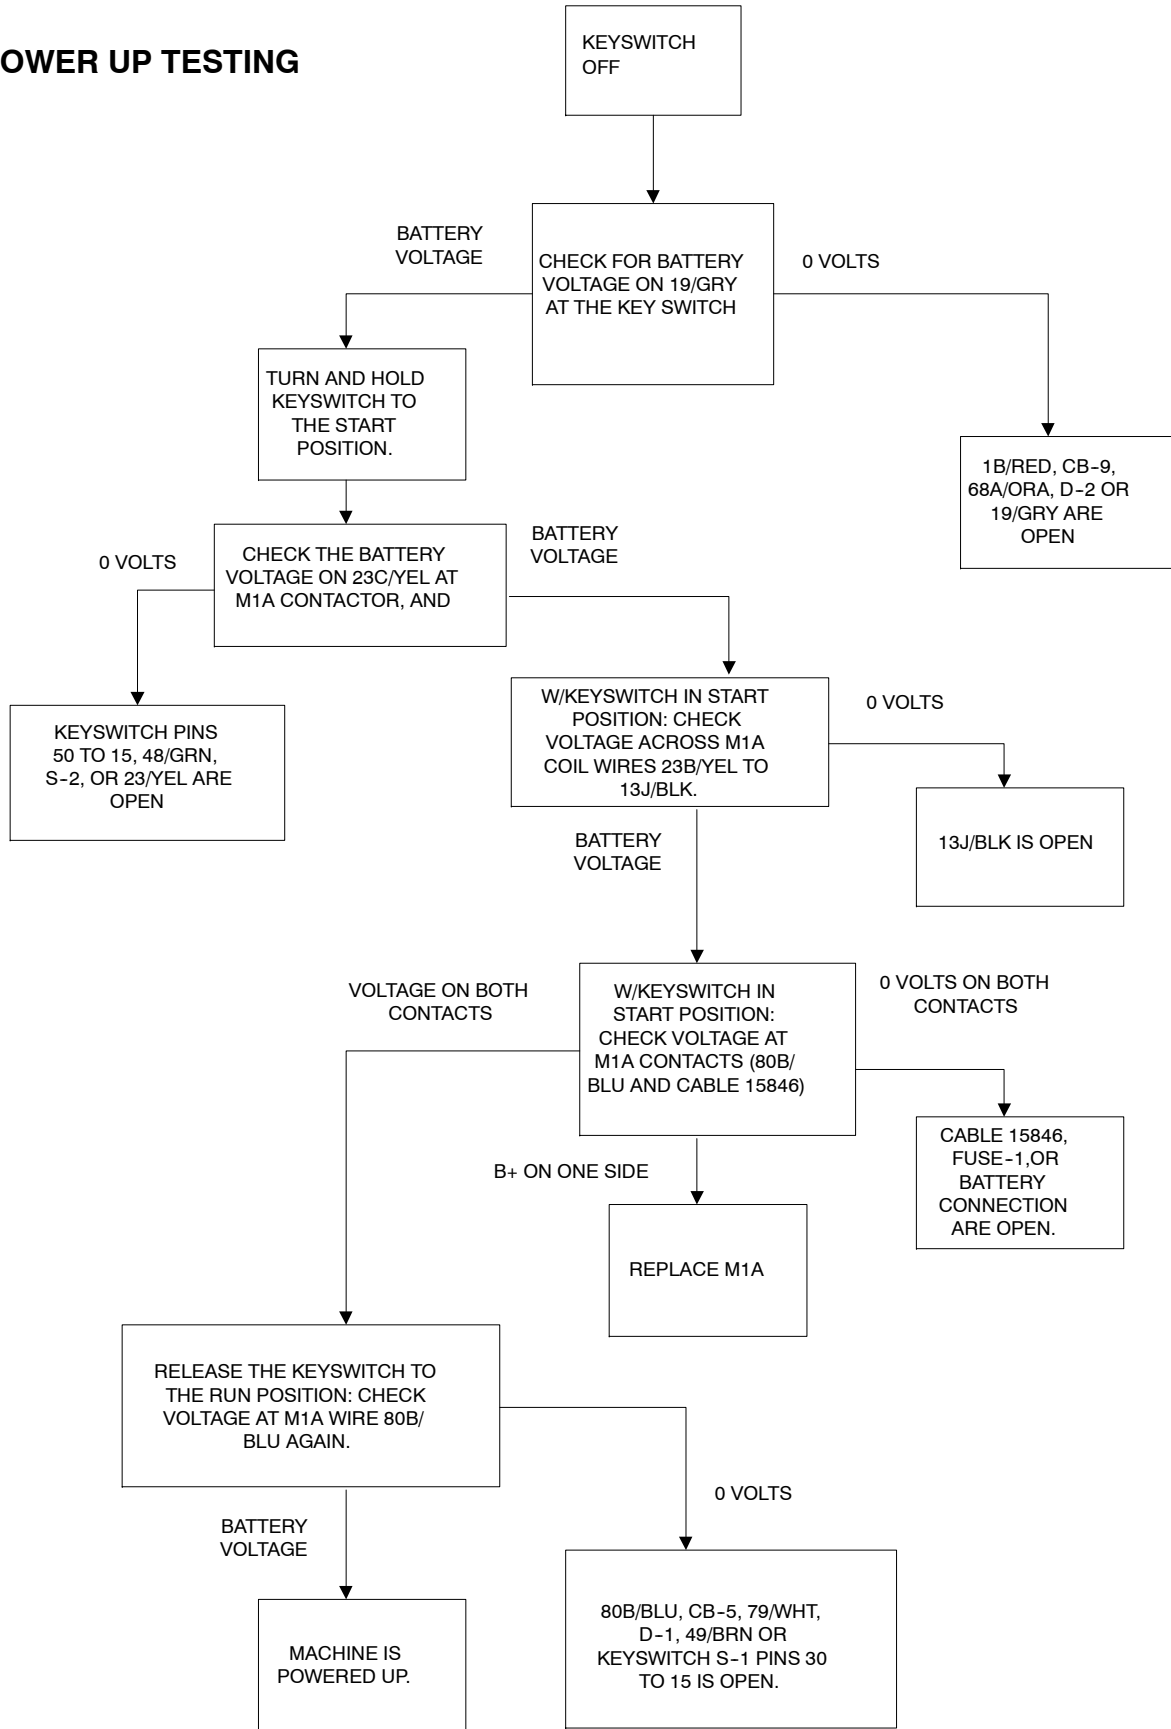 OWER UP TESTING
KEYSWITCH
OFF
BATTERY
VOLTAGE
CHECK FOR BATTERY
VOLTAGE ON 19/GRY
AT THE KEY SWITCH
0 VOLTS
TURN AND HOLD
KEYSWITCH TO
THE START
POSITION.
1B/RED, CB-9,
68A/ORA, D-2 OR
19/GRY ARE
OPEN
0 VOLTS
CHECK THE BATTERY
VOLTAGE ON 23C/YEL AT
M1A CONTACTOR, AND
BATTERY
VOLTAGE
KEYSWITCH PINS
50 TO 15, 48/GRN,
S-2, OR 23/YEL ARE
OPEN
W/KEYSWITCH IN START
POSITION: CHECK
VOLTAGE ACROSS M1A
COIL WIRES 23B/YEL TO
13J/BLK.
0 VOLTS
13J/BLK IS OPEN
BATTERY
VOLTAGE
VOLTAGE ON BOTH
CONTACTS
W/KEYSWITCH IN
START POSITION:
CHECK VOLTAGE AT
M1A CONTACTS (80B/
BLU AND CABLE 15846)
0 VOLTS ON BOTH
CONTACTS
CABLE 15846,
FUSE-1,OR
BATTERY
CONNECTION
ARE OPEN.
B+ ON ONE SIDE
REPLACE M1A
RELEASE THE KEYSWITCH TO
THE RUN POSITION: CHECK
VOLTAGE AT M1A WIRE 80B/
BLU AGAIN.
0 VOLTS
BATTERY
VOLTAGE
MACHINE IS
POWERED UP.
80B/BLU, CB-5, 79/WHT,
D-1, 49/BRN OR
KEYSWITCH S-1 PINS 30
TO 15 IS OPEN.